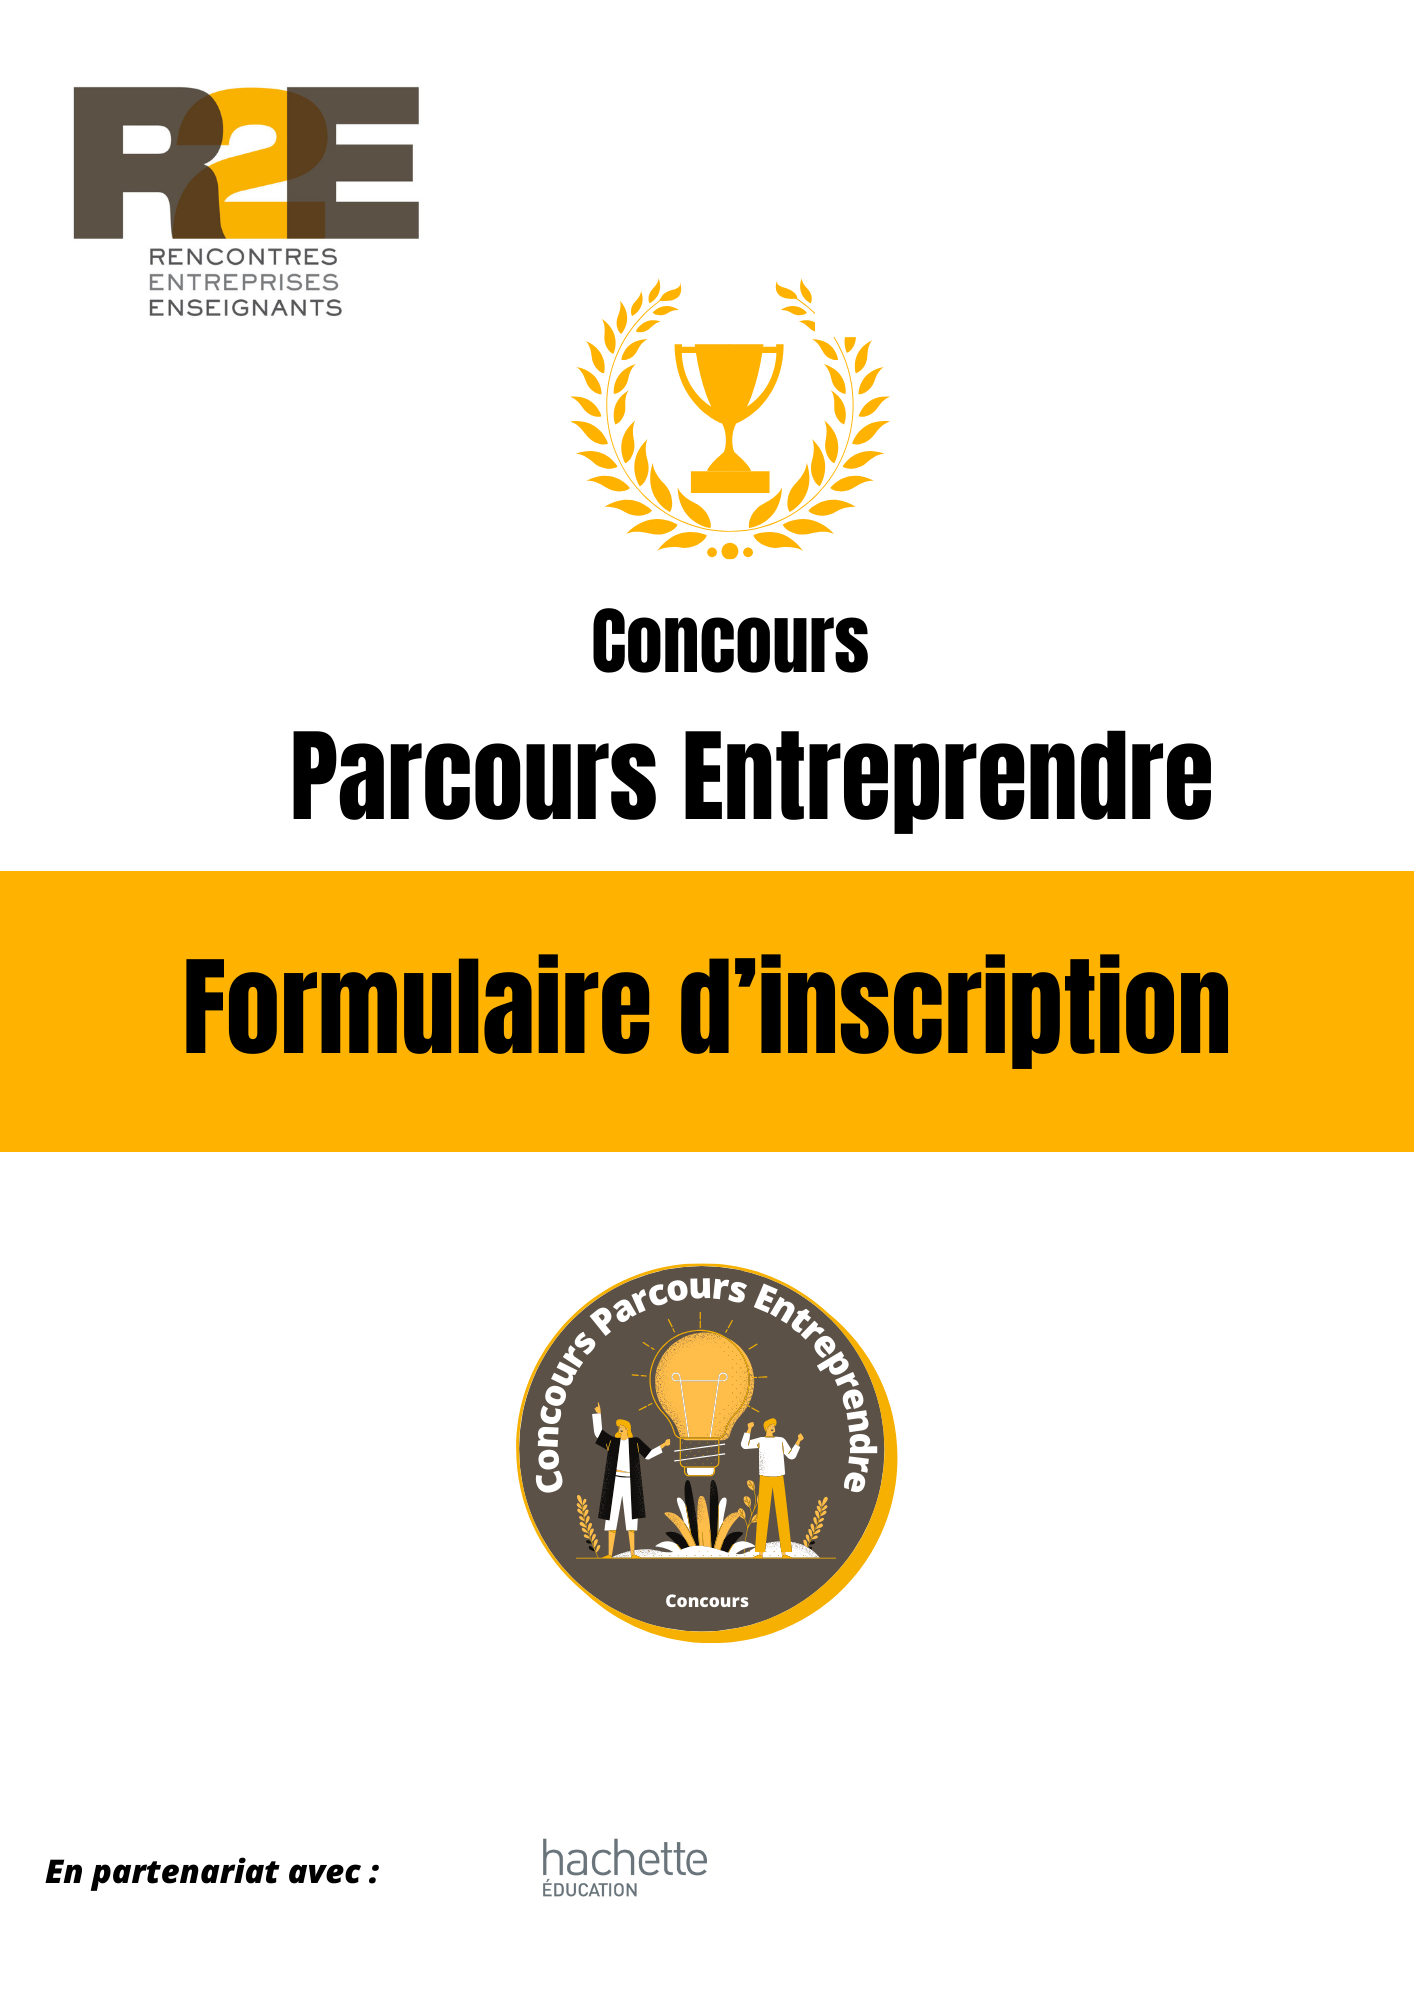 R2E
RENCONTRES
ENTREPRISES
ENSEIGNANTS
Concours
Parcours Entreprendre
Formulaire d’inscription
Concours Parcours Entreprendre
Concours
En partenariat avec :
hachette
ÉDUCATION